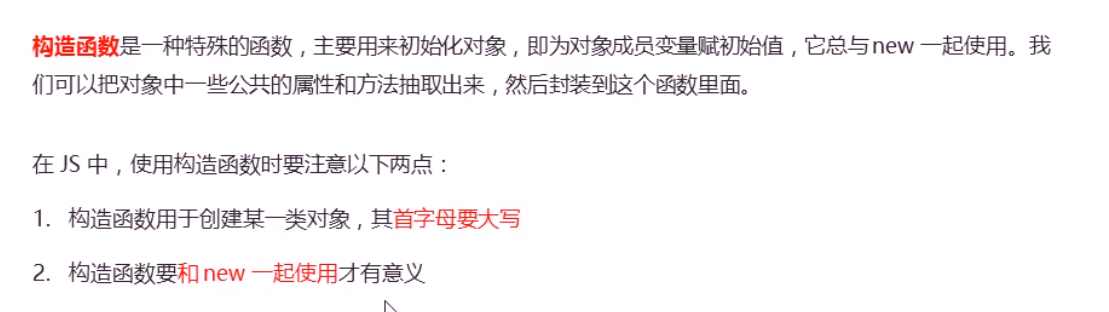 构造函数是一种特殊的函数，主要用来初始化对象，即为对象成员变量赋初始值，它总与 new 一起使用。我
们可以把对象中一些公共的属性和方法抽取出来，然后封装到这个函数里面。
在 JS 中，使用构造函数时要注意以下两点：
1. 构造函数用于创建某一类对象，其首字母要大写
2. 构造函数要和 new 一起使用才有意义